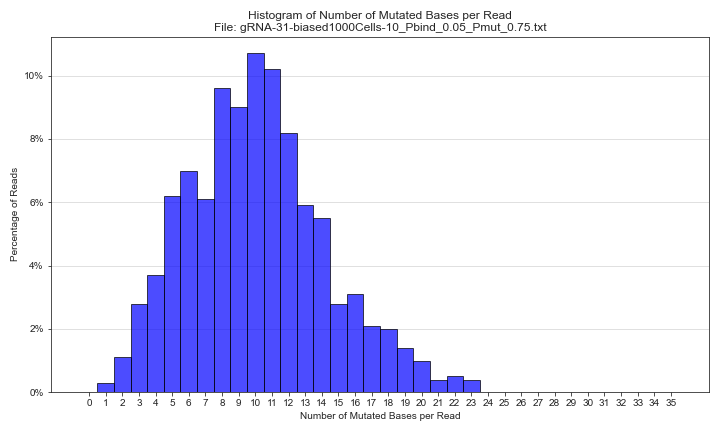 Histogram of Number of Mutated Bases per Read
File: gRNA-31-biased1000Cells-10_Pbind_0.05_Pmut_0.75.txt
10%
8%
6%
4%
2%
0%
Percentage of Reads
0 1 2 3 4 5 6 7 8 9 10 11 12 13 14 15 16 17 18 19 20 21 22 23 24 25 26 27 28 29 30 31 32 33 34 35
Number of Mutated Bases per Read